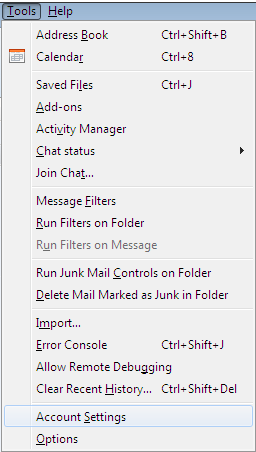 Tools Help
Address Book Ctrl+Shift+B
Calendar Ctrl+8
Saved Files Ctrl+J
Add-ons
Activity Manager
Chat status
Join Chat...
Message Filters
Run Filters on Folder
Run Filters on Message
Run Junk Mail Controls on Folder
Delete Mail Marked as Junk in Folder
Import...
Error Console Ctrl+Shift+J
Allow Remote Debugging
Clear Recent History... Ctrl+Shift+Del
Account Settings
Options